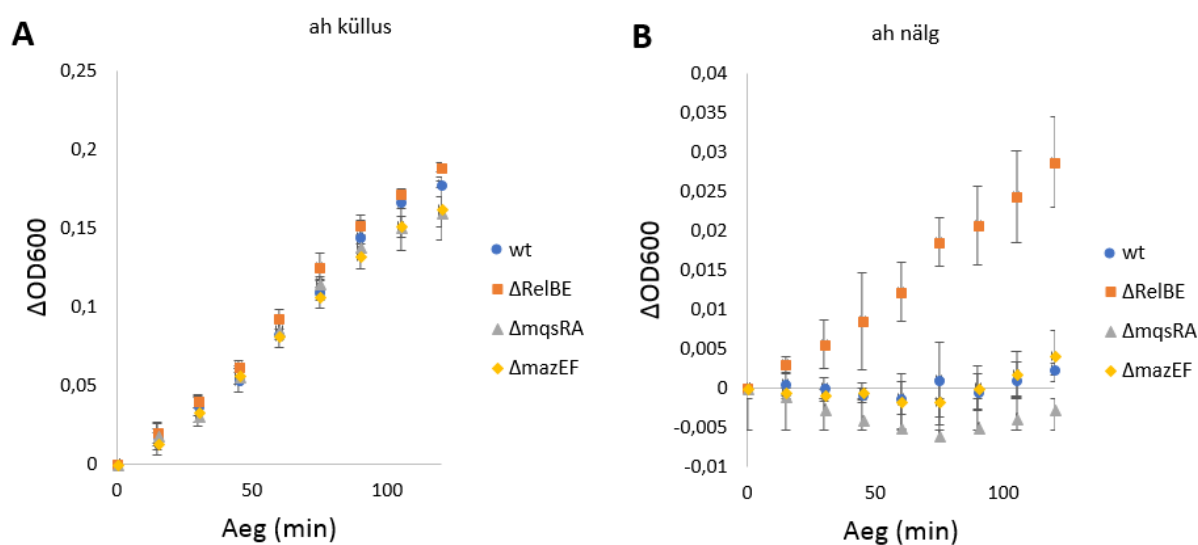 A
ah küllus
0,25
0,2
0,15
0,1
0,05
0
0
50
100
ΔOD600
Aeg (min)
wt
ΔRelBE
ΔmqsRA
ΔmazEF
B
ah nälg
0,04
0,035
0,03
0,025
0,02
0,015
0,01
0,005
0
-0,005
-0,01
0
50
100
ΔOD600
Aeg (min)
wt
ΔRelBE
ΔmqsRA
ΔmazEF